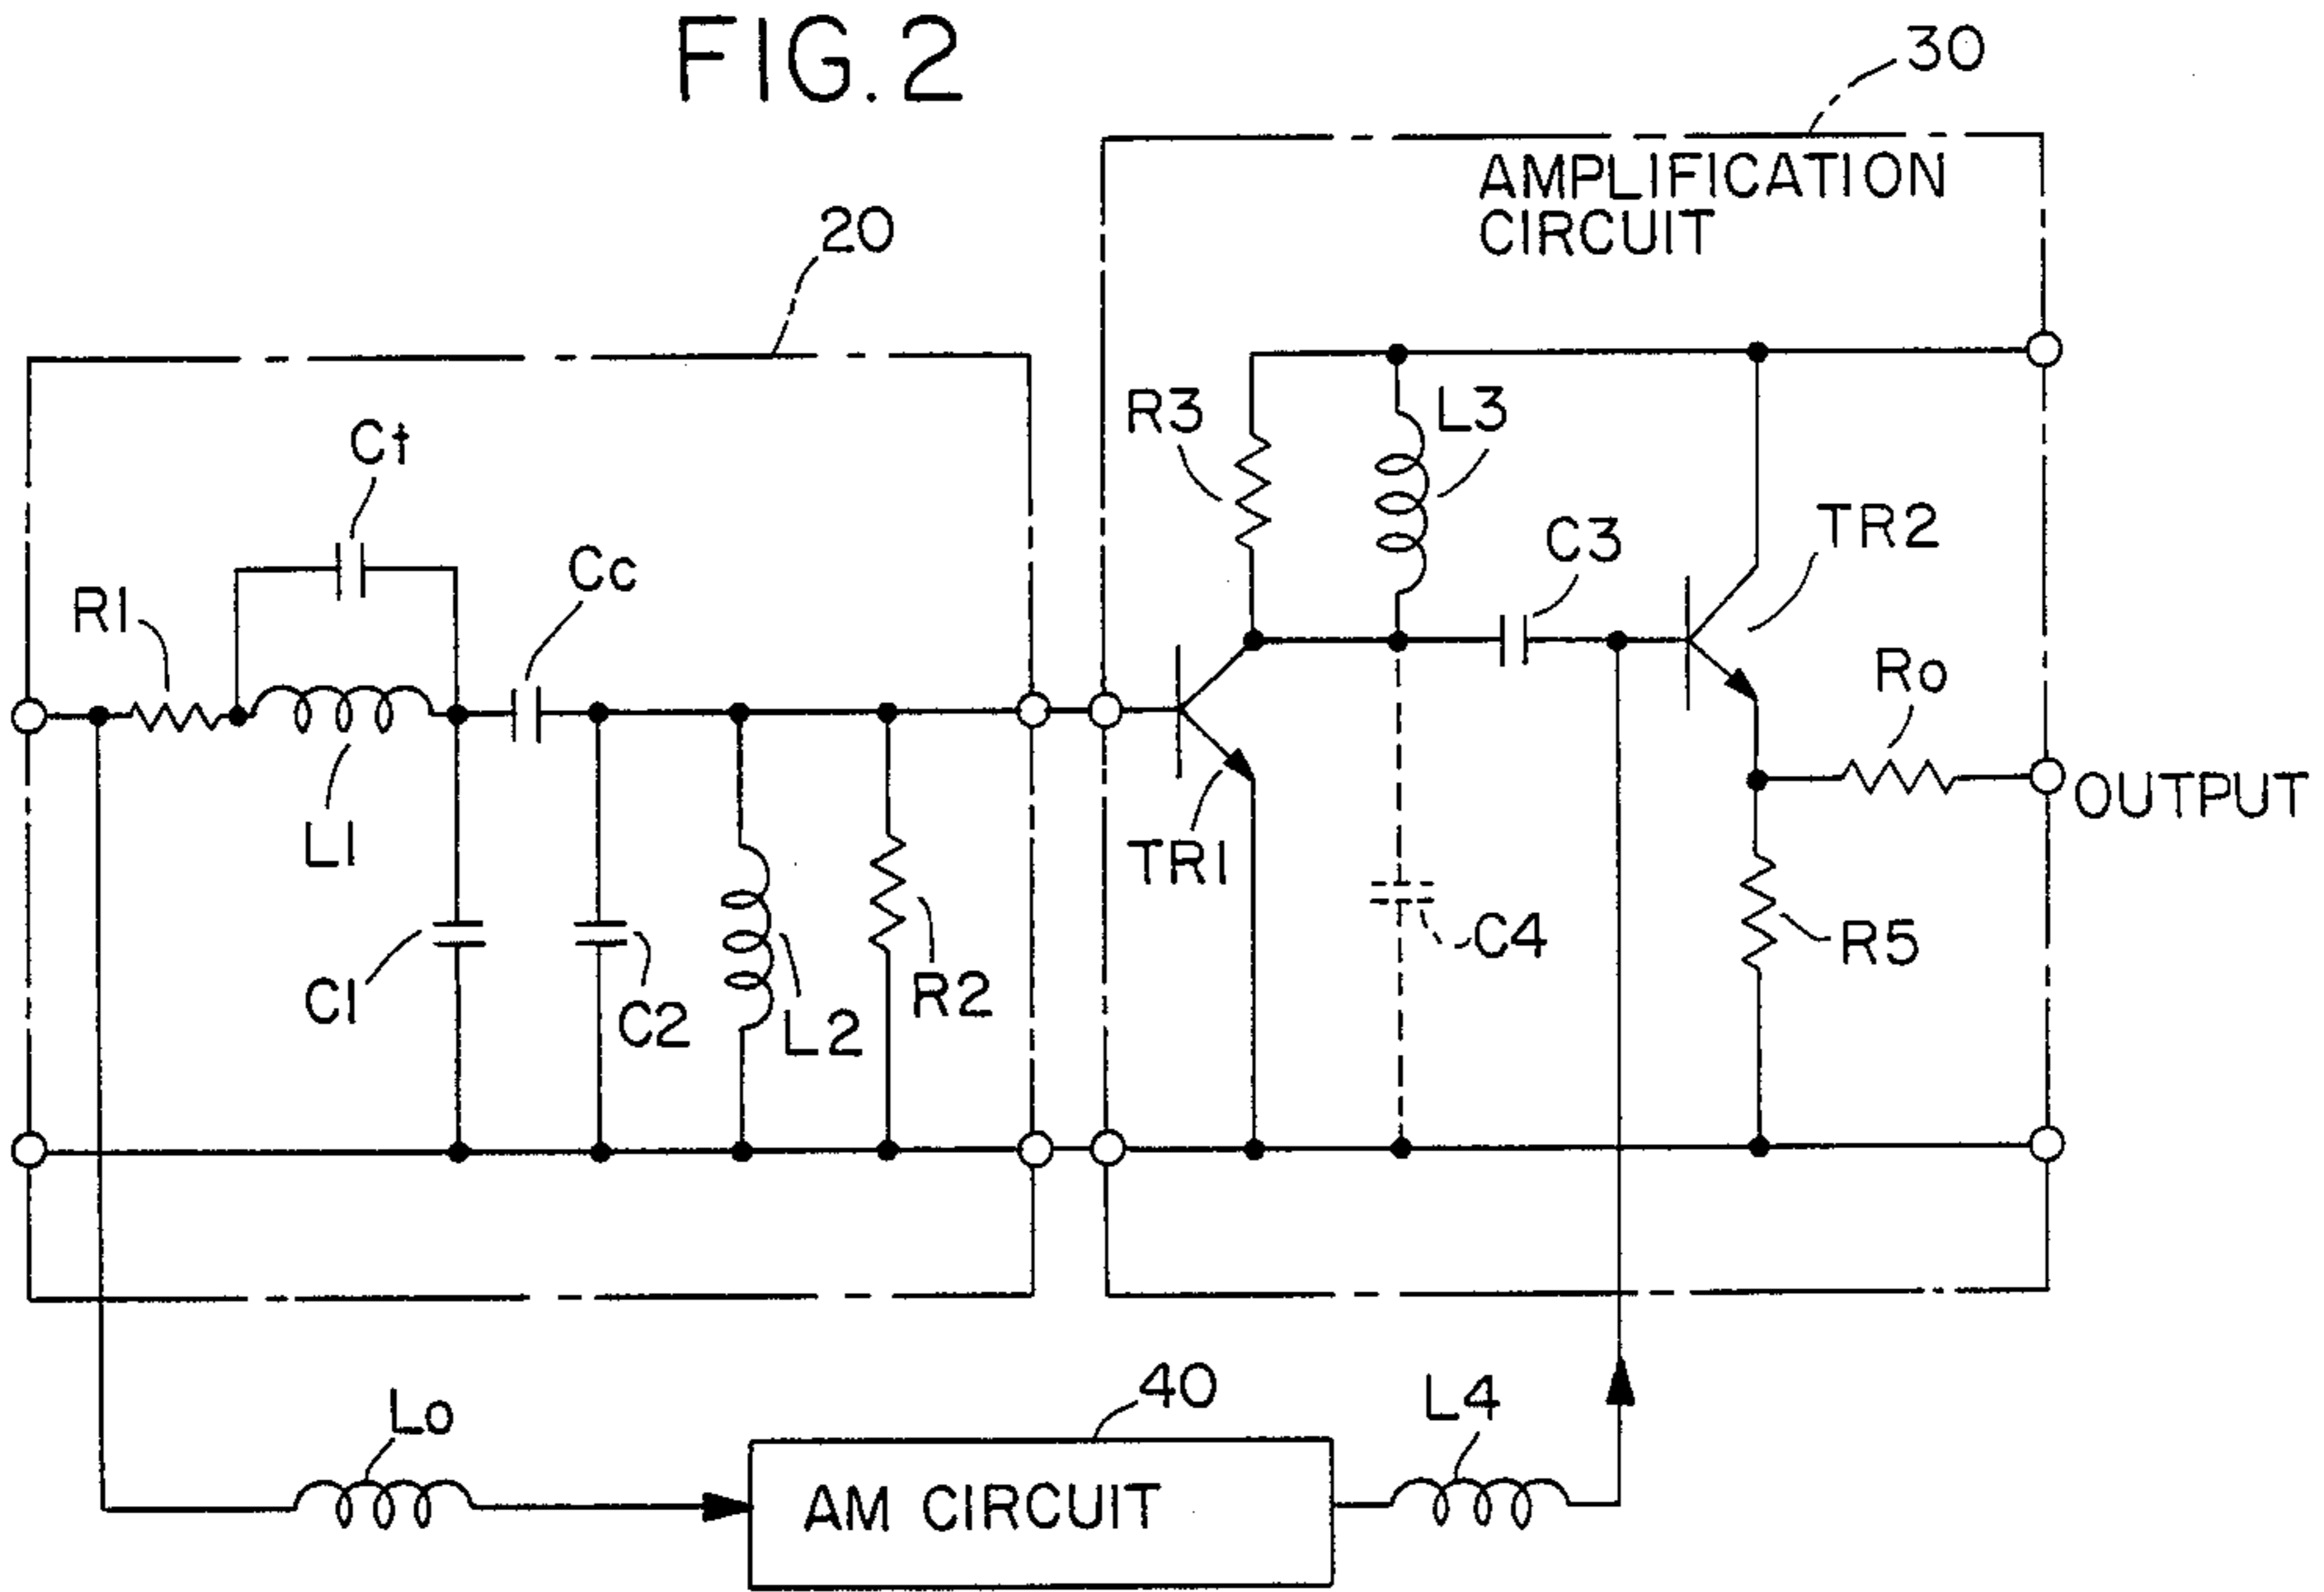 FIG.2
30
AMPLIFICATION
CIRCUIT
20
R3
L3
Ct
C3
TR2
Cc
R1
Ro
L1
TR1
OUTPUT
C4
R5
C1
C2
L2
R2
Lo
40
L4
AM CIRCUIT